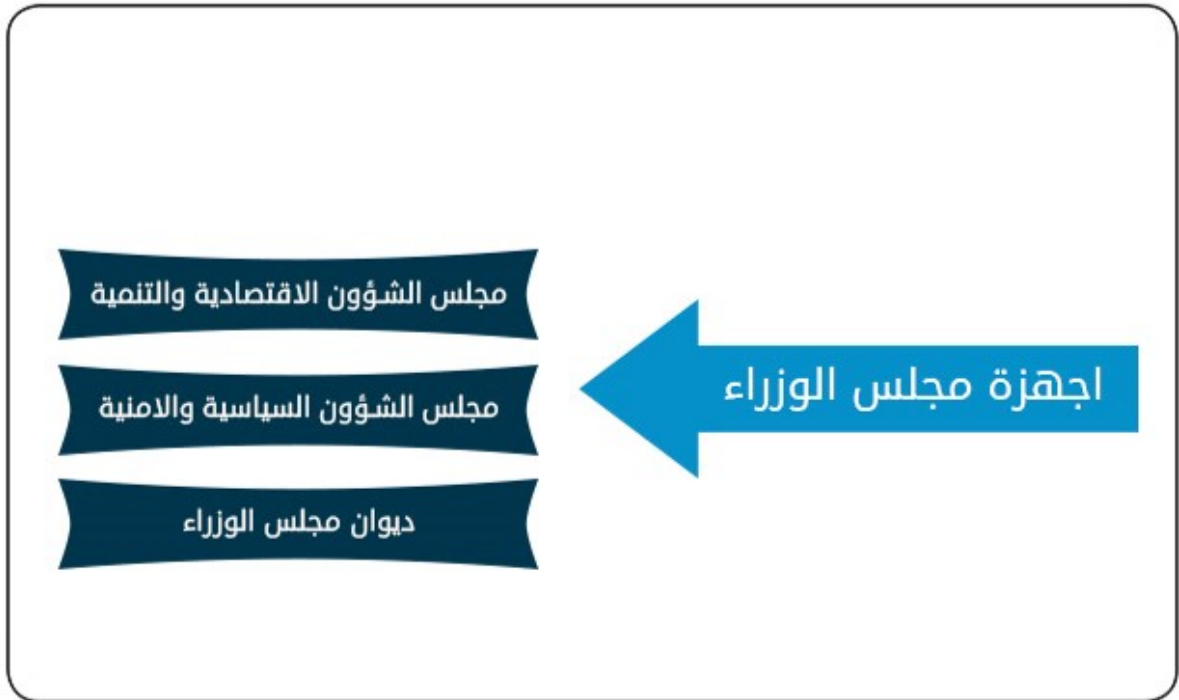 اجهزة مجلس الوزراء
مجلس الشؤون الاقتصادية والتنمية
مجلس الشؤون السياسية والامنية
ديوان مجلس الوزراء